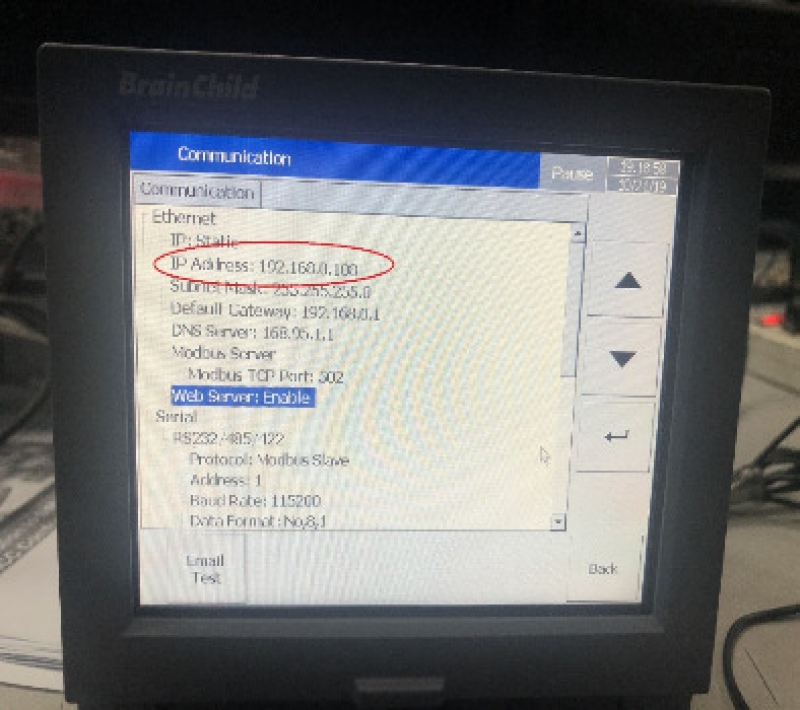 BrainChild
Communication
Pause
19:18:58
Communication
Ethernet
IP: Static
IP Address: 192.168.0.100
Subnet Mask: 255.255.255.0
Default Gateway: 192.168.0.1
DNS Server: 168.95.1.1
Modbus Server
Modbus TCP Port: 502
Web Server: Enable
Serial
RS232/485/422
Protocol: Modbus Slave
Address: 1
Baud Rate: 115200
Data Format: No,8,1
Email
Test
Back